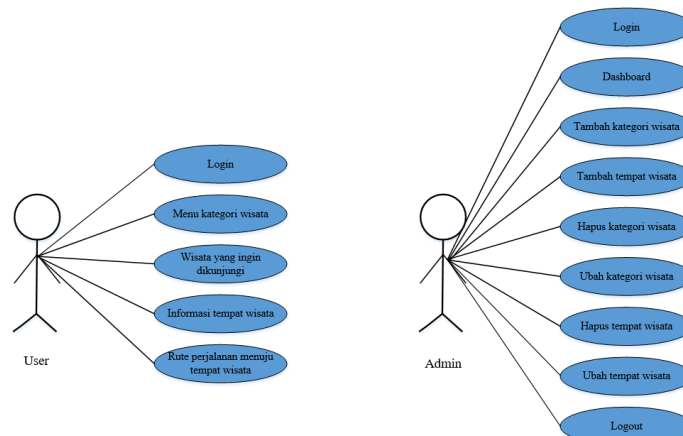 Login
Menu kategori wisata
Wisata yang ingin
dikunjungi
Informasi tempat wisata
Rute perjalanan menuju
tempat wisata
User
Login
Dashboard
Tambah kategori wisata
Tambah tempat wisata
Hapus kategori wisata
Ubah kategori wisata
Hapus tempat wisata
Ubah tempat wisata
Logout
Admin